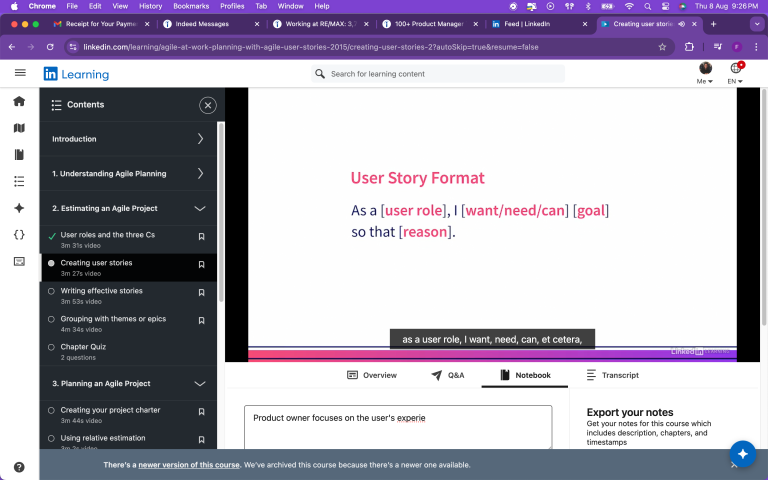 Chrome File Edit View History Bookmarks Profiles Tab Window Help Thu 8 Aug 9:26 PM
Receipt for Your Payme Indeed Messages Working at RE/MAX: 3,7 100+ Product Manager Feed | LinkedIn Creating user storie
linkedin.com/learning/agile-at-work-planning-with-agile-user-stories-2015/creating-user-stories-2?autoSkip=true&resume=false
in Learning
Search for learning content
Me
EN
Contents
Introduction
1. Understanding Agile Planning
2. Estimating an Agile Project
User roles and the three Cs
3m 31s video
Creating user stories
3m 27s video
Writing effective stories
3m 53s video
Grouping with themes or epics
4m 34s video
Chapter Quiz
2 questions
3. Planning an Agile Project
Creating your project charter
3m 44s video
Using relative estimation
User Story Format
As a [user role], I [want/need/can] [goal]
so that [reason].
as a user role, I want, need, can, et cetera,
LinkedIn
Overview Q&A Notebook Transcript
Product owner focuses on the user's experie
Export your notes
Get your notes for this course which
includes description, chapters, and
timestamps
There's a newer version of this course. We've archived this course because there's a newer one available.